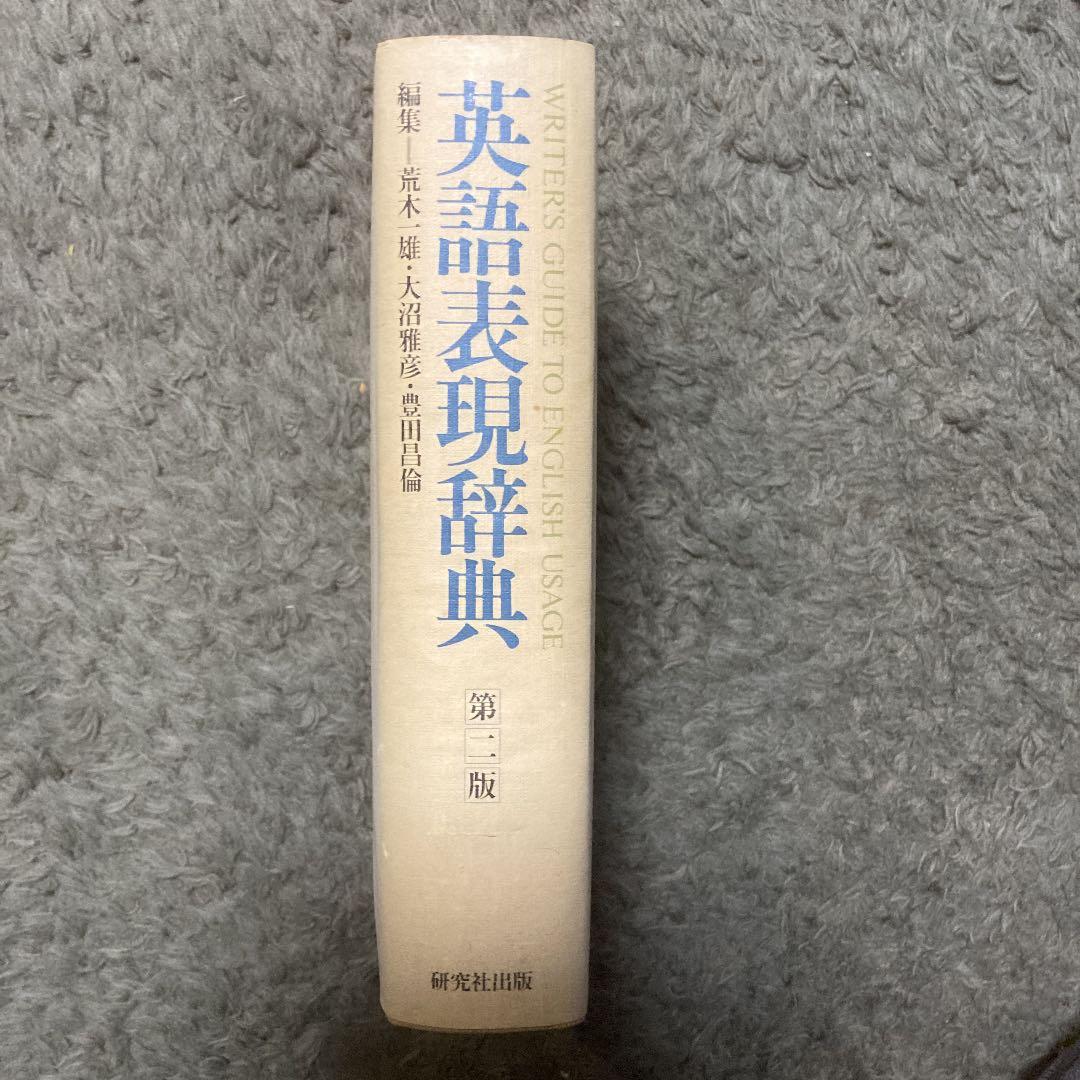 WRITER'S GUIDE TO ENGLISH USAGE
英語表現辞典
編集―荒木一雄・大沼雅彦・豊田昌倫
第二版
研究社出版